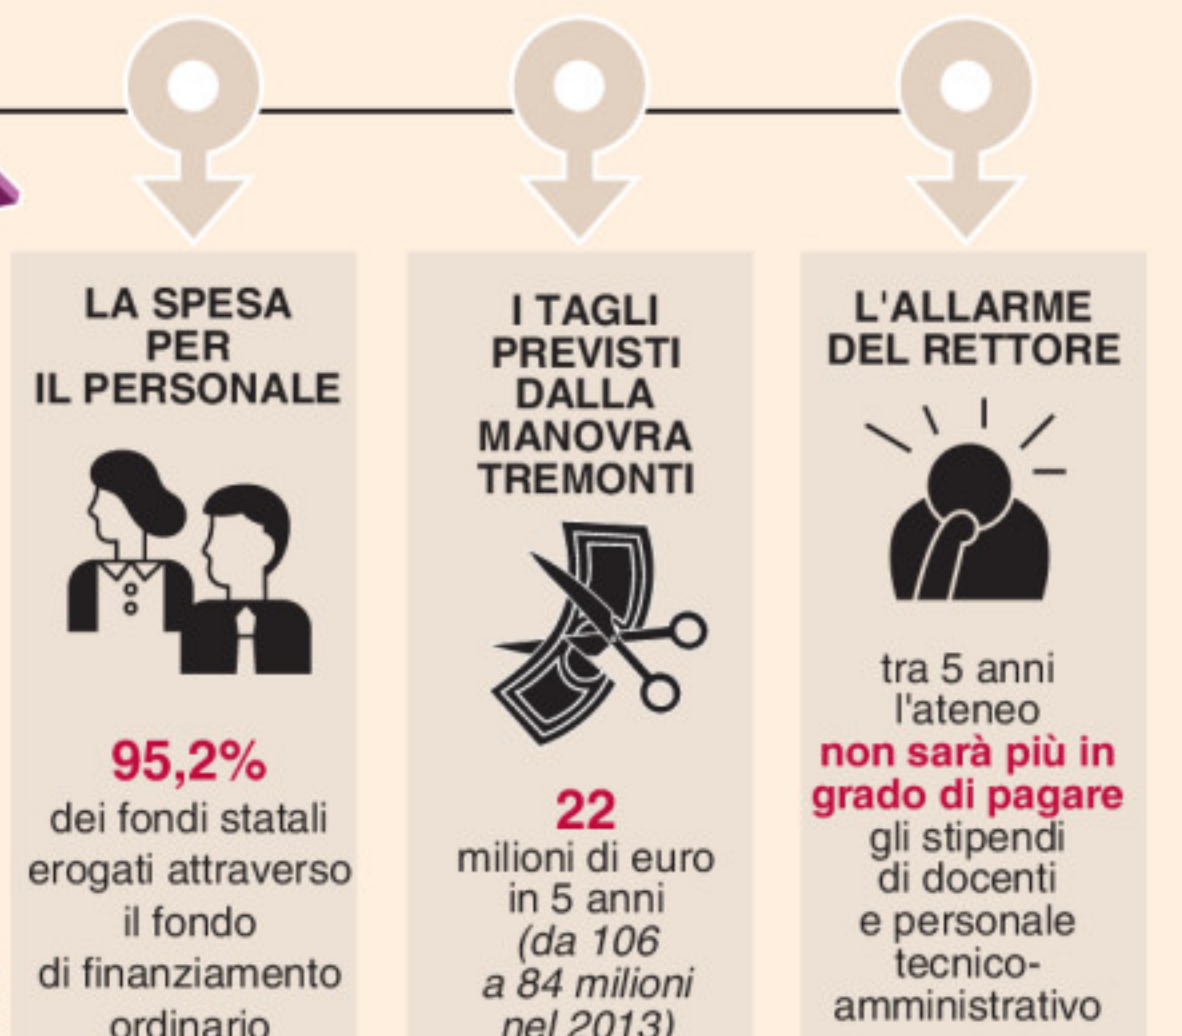 LA SPESA
PER
IL PERSONALE
95,2%
dei fondi statali
erogati attraverso
il fondo
di finanziamento
ordinario
I TAGLI
PREVISTI
DALLA
MANOVRA
TREMONTI
22
milioni di euro
in 5 anni
(da 106
a 84 milioni
nel 2013)
L'ALLARME
DEL RETTORE
tra 5 anni
l'ateneo
non sarà più in
grado di pagare
gli stipendi
di docenti
e personale
tecnico-
amministrativo